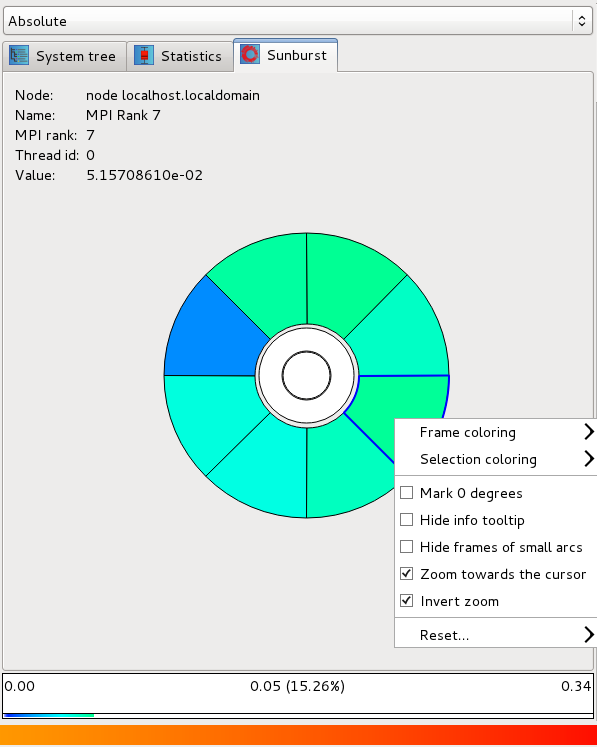 Absolute
System tree Statistics Sunburst
Node: node localhost.localdomain
Name: MPI Rank 7
MPI rank: 7
Thread id: 0
Value: 5.15708610e-02
Frame coloring
Selection coloring
Mark 0 degrees
Hide info tooltip
Hide frames of small arcs
Zoom towards the cursor
Invert zoom
Reset...
0.00 0.05 (15.26%) 0.34